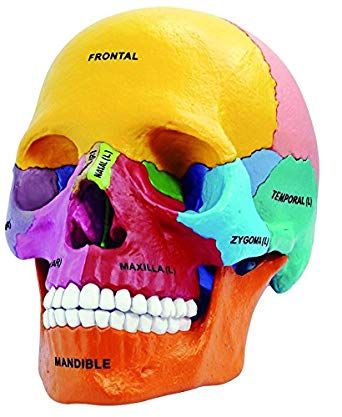 FRONTAL
NASAL (L)
TEMPORAL (L)
ZYGOMA (L)
MAXILLA (L)
MANDIBLE